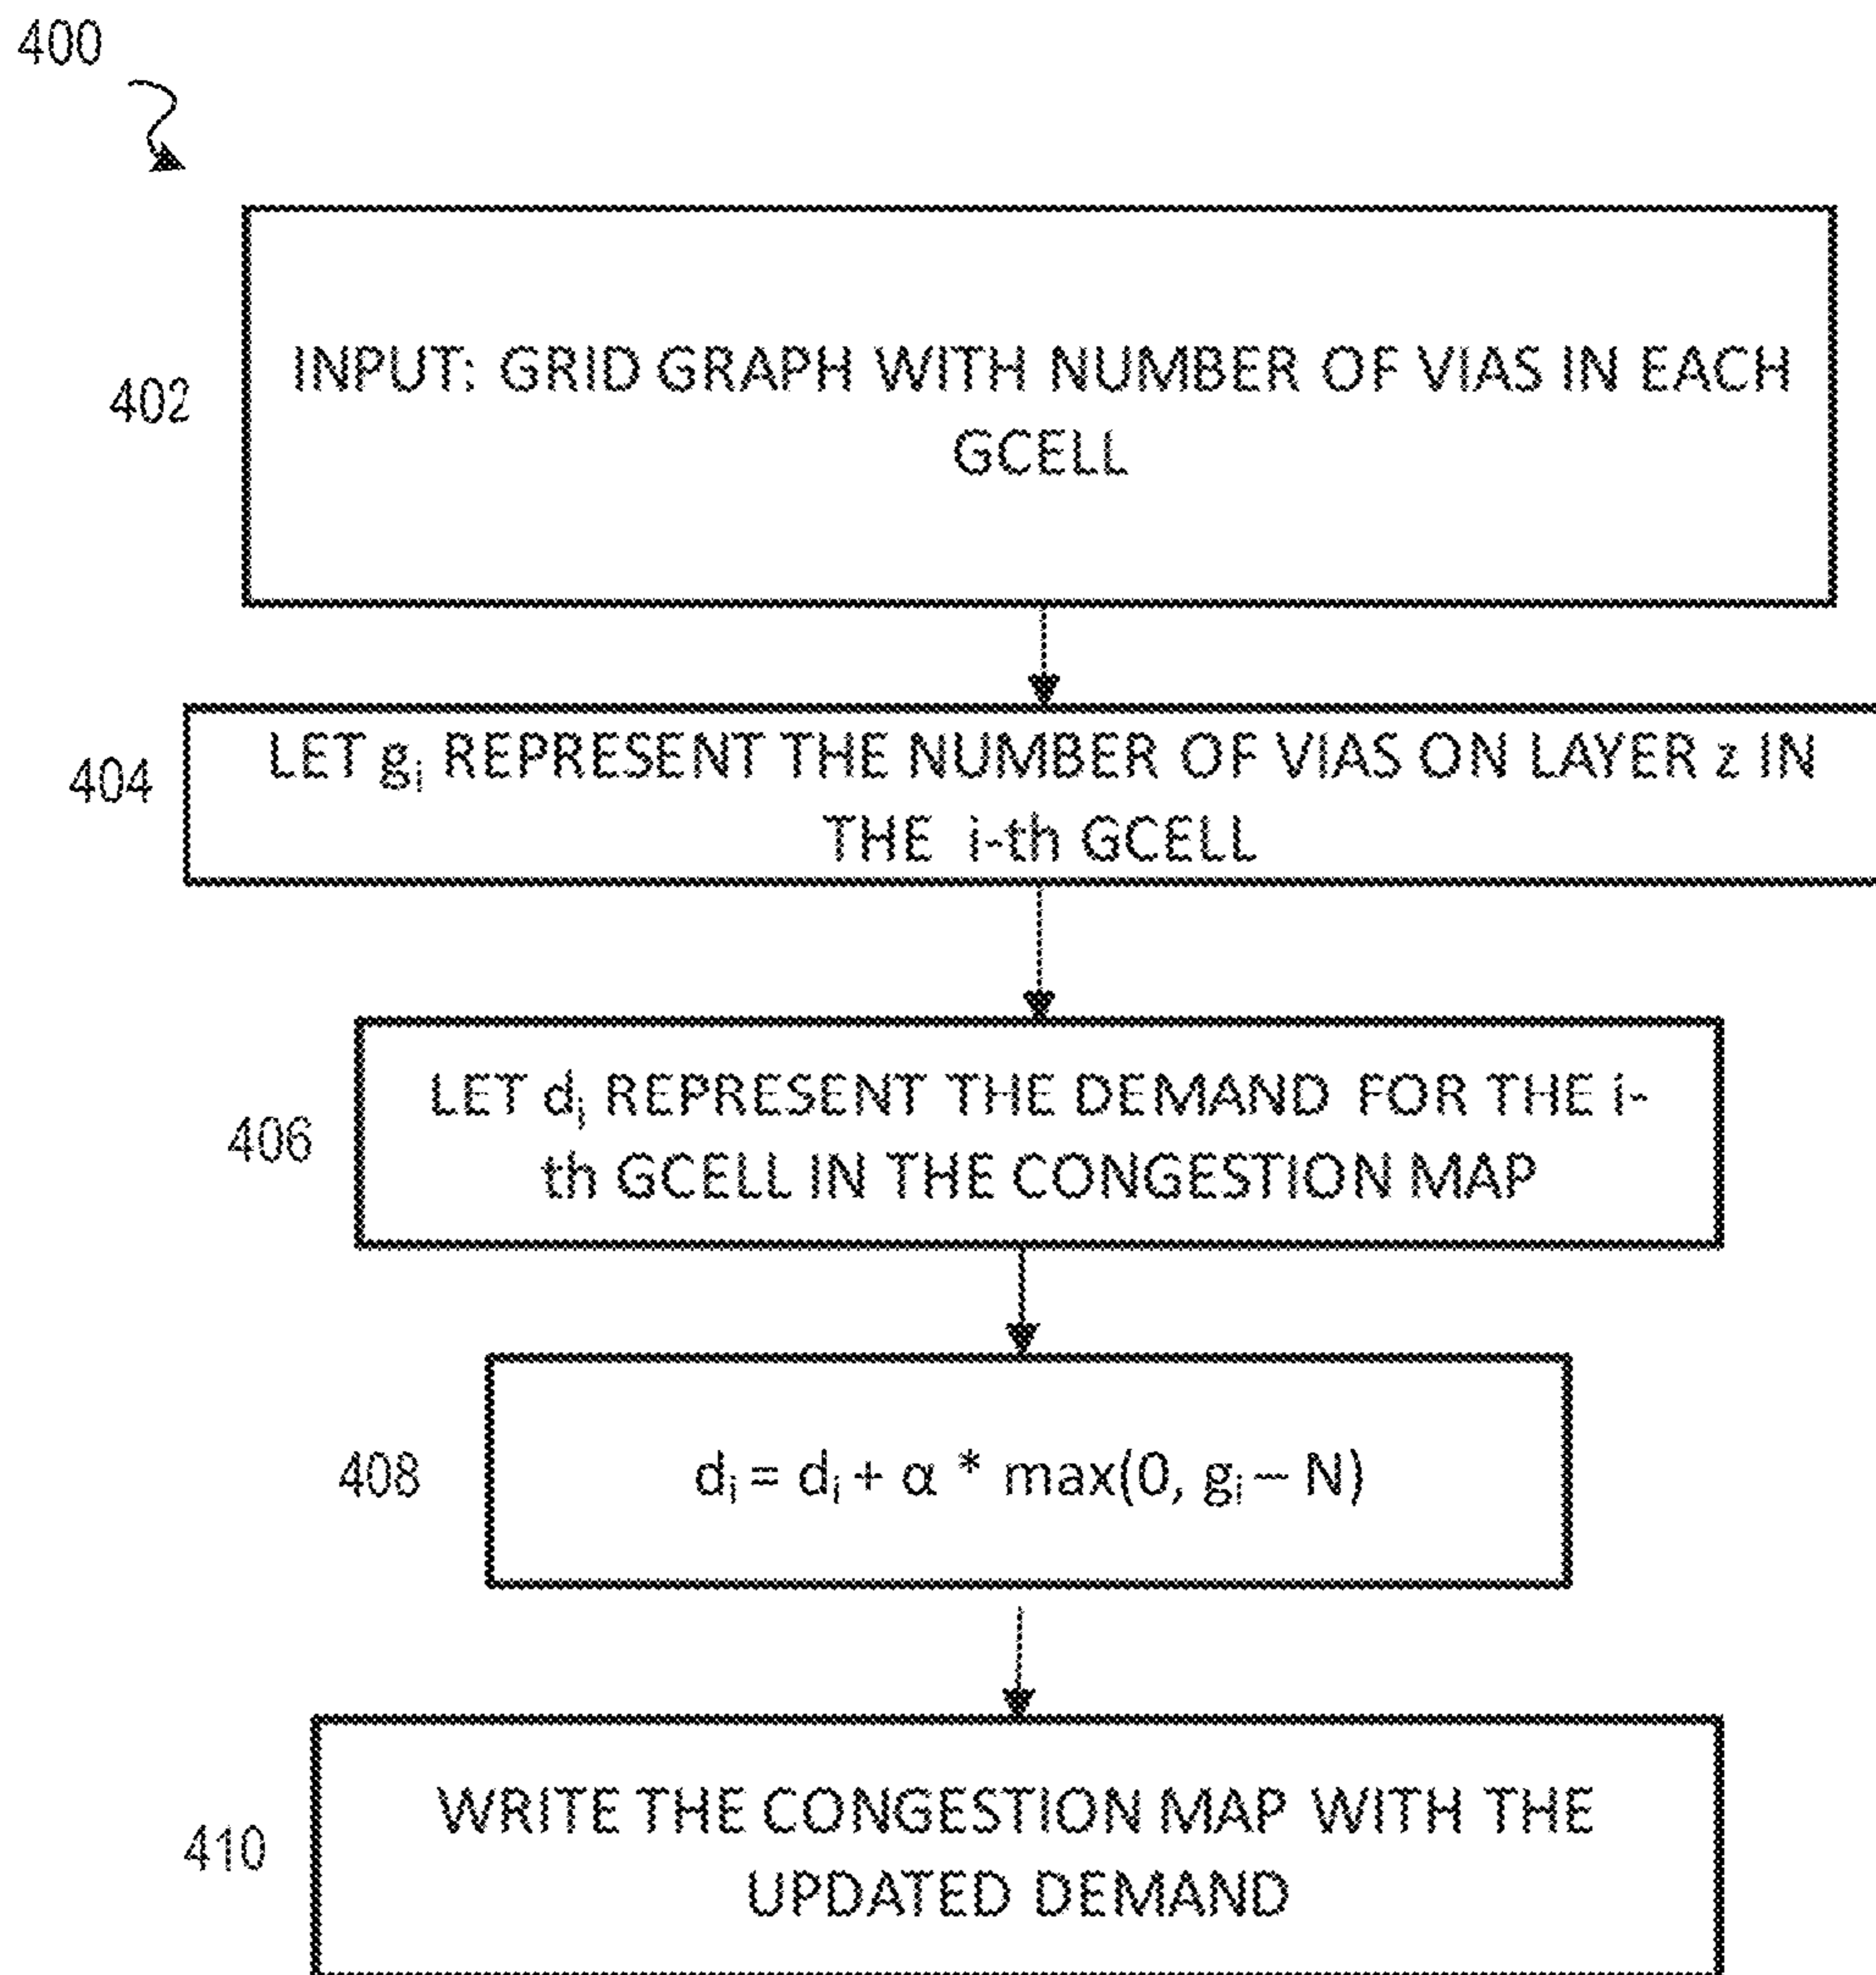 400
402
INPUT: GRID GRAPH WITH NUMBER OF VIAS IN EACH
GCELL
404
LET gᵢ REPRESENT THE NUMBER OF VIAS ON LAYER z IN
THE i-th GCELL
406
LET dᵢ REPRESENT THE DEMAND FOR THE i-
th GCELL IN THE CONGESTION MAP
408
dᵢ = dᵢ + α * max(0, gᵢ – N)
410
WRITE THE CONGESTION MAP WITH THE
UPDATED DEMAND